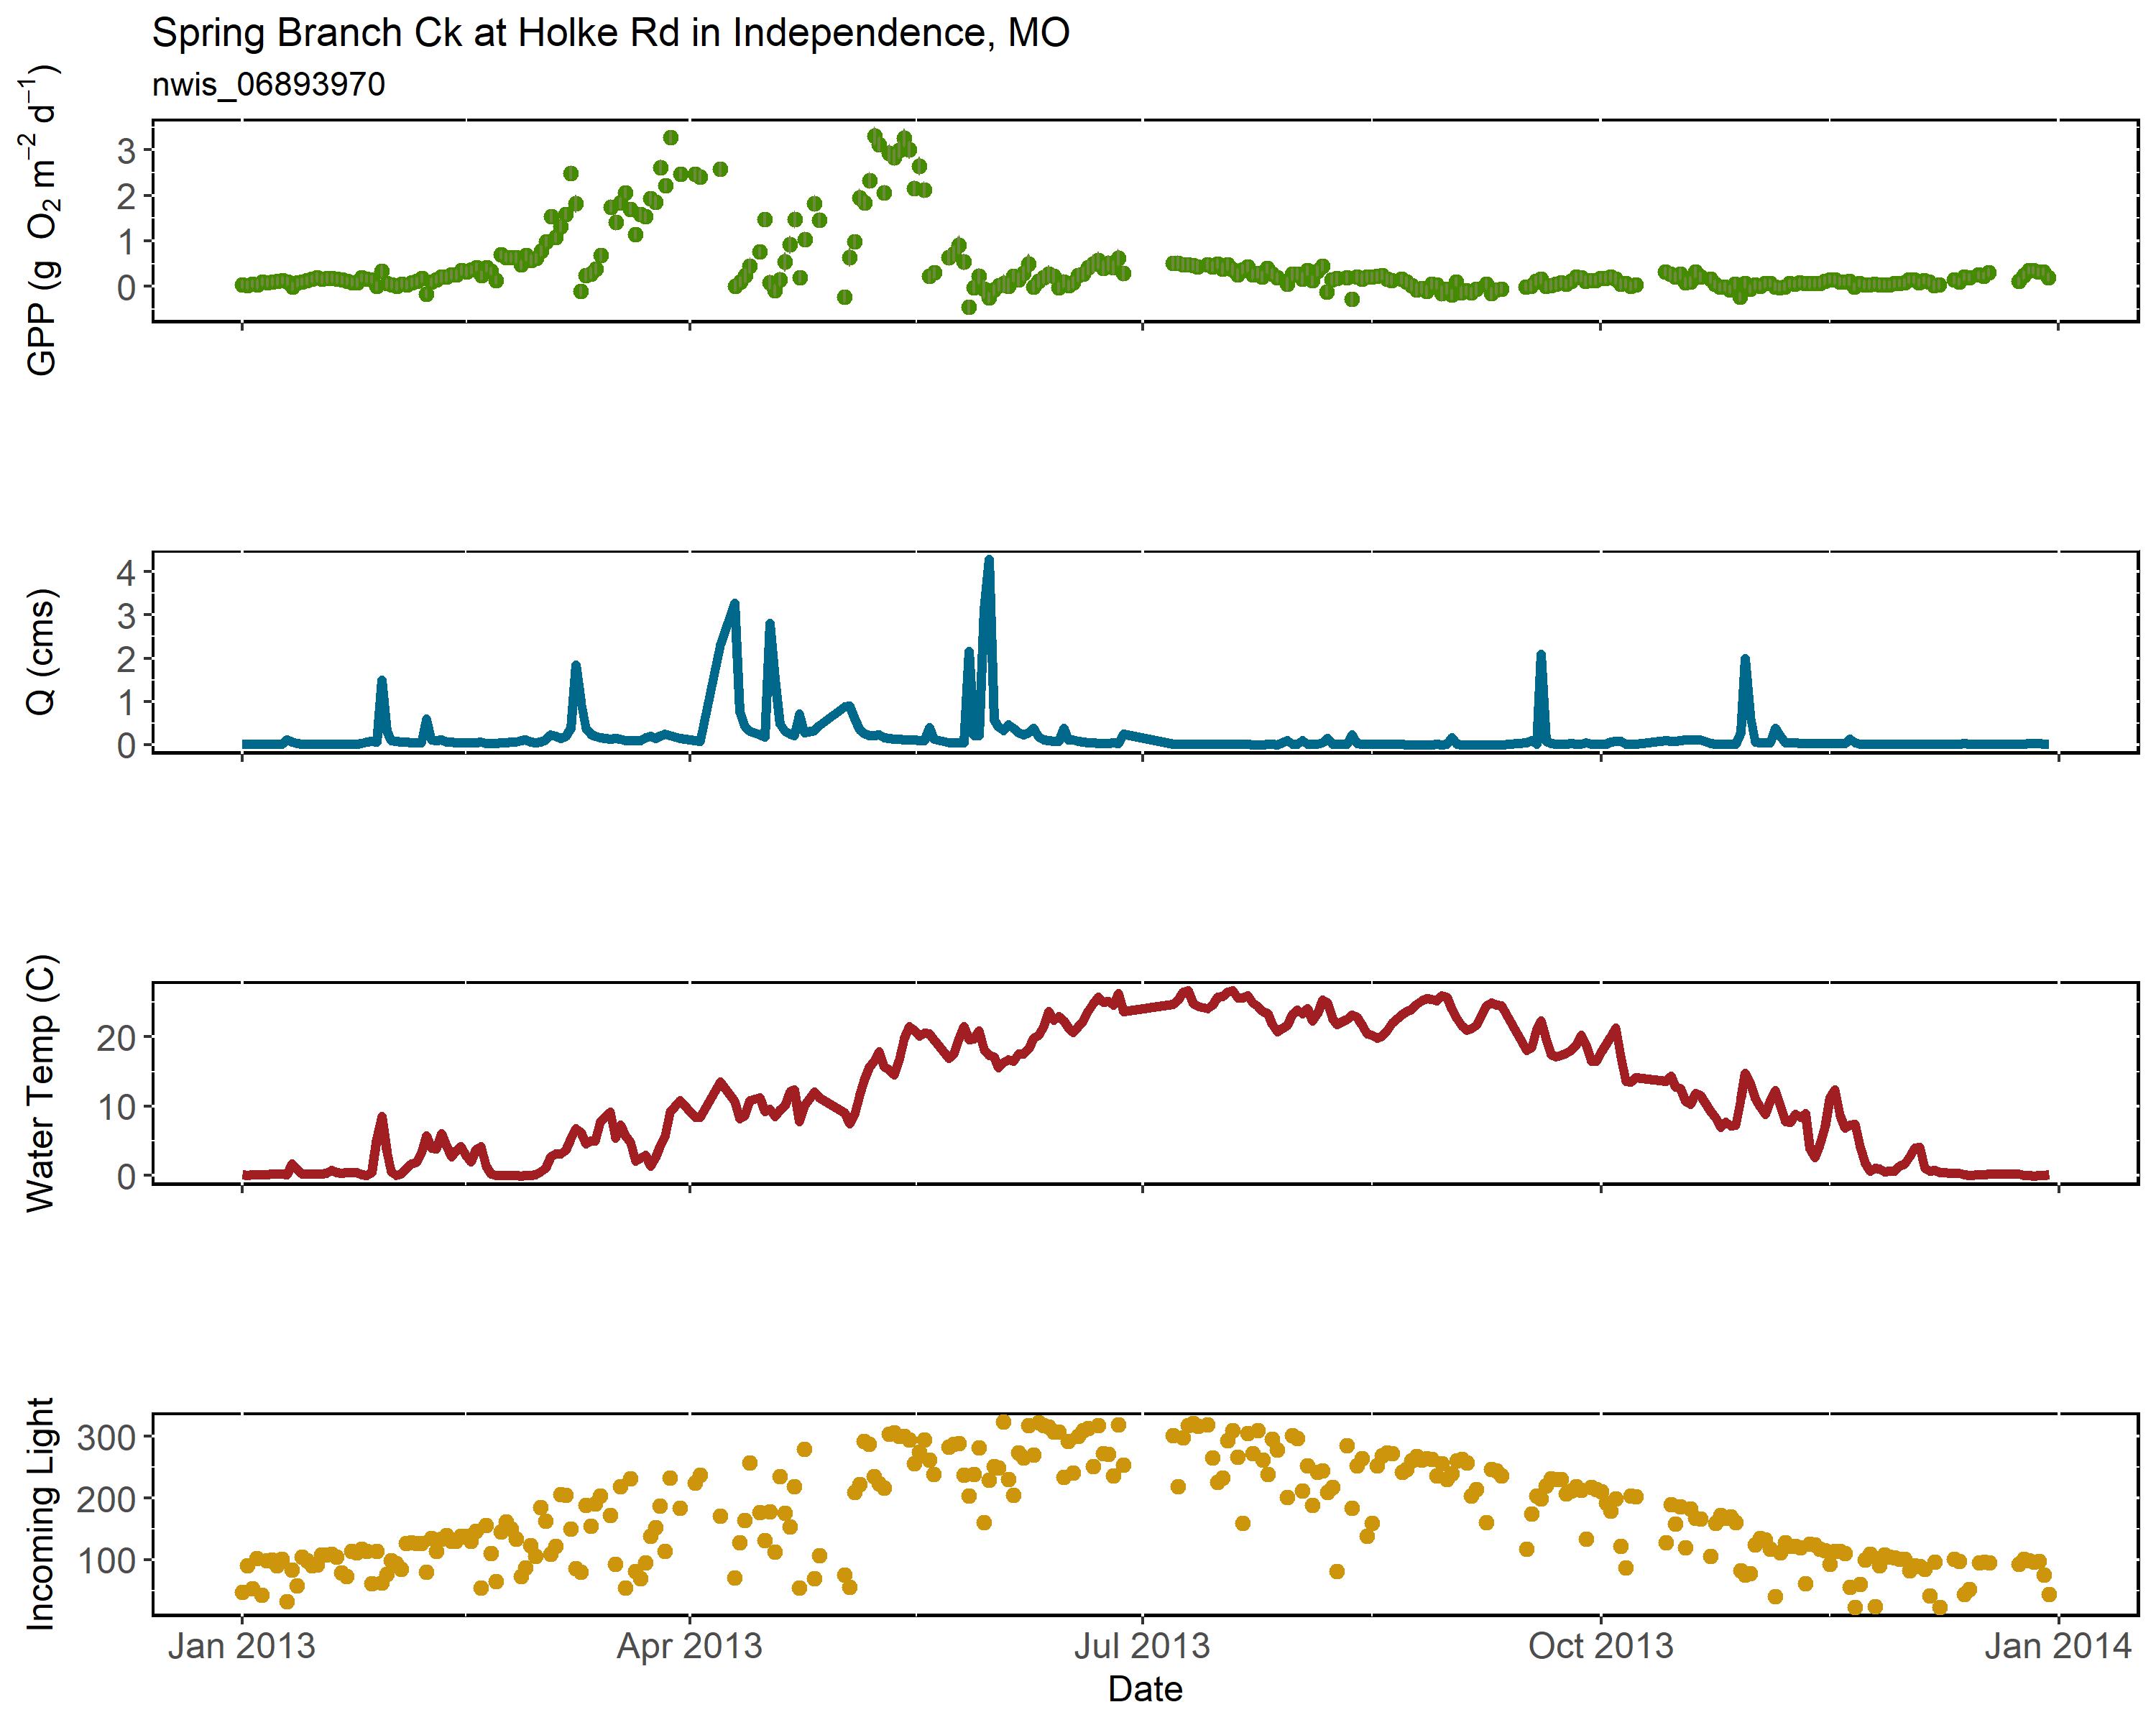 Spring Branch Ck at Holke Rd in Independence, MO
nwis_06893970
GPP (g O₂ m⁻² d⁻¹)
3
2
1
0
Q (cms)
4
3
2
1
0
Water Temp (C)
20
10
0
Incoming Light
300
200
100
Jan 2013 Apr 2013 Jul 2013 Oct 2013 Jan 2014
Date